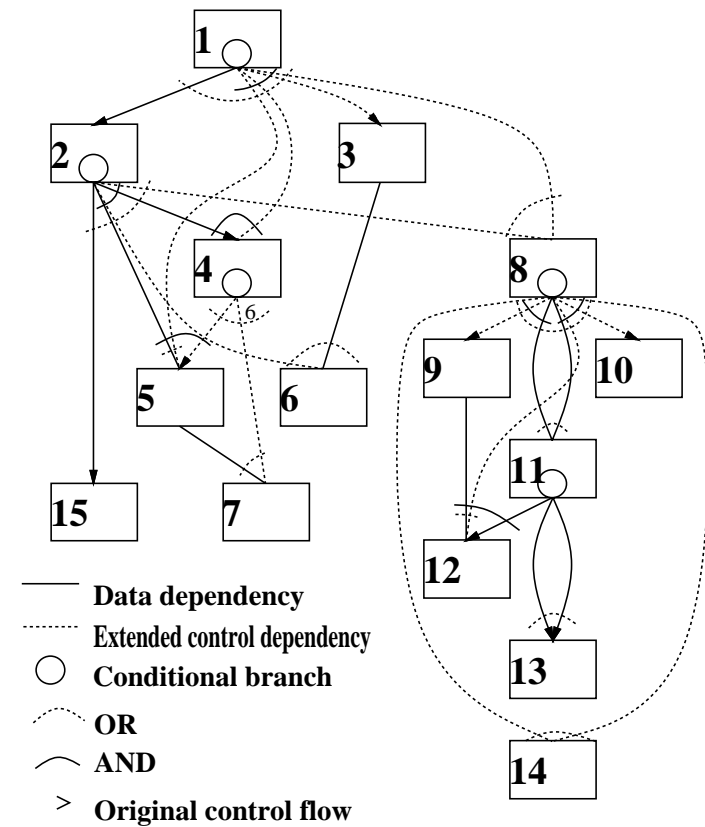 1
2
3
4
6
8
9
10
5
6
11
15
7
12
Data dependency
Extended control dependency
Conditional branch
13
OR
AND
14
Original control flow